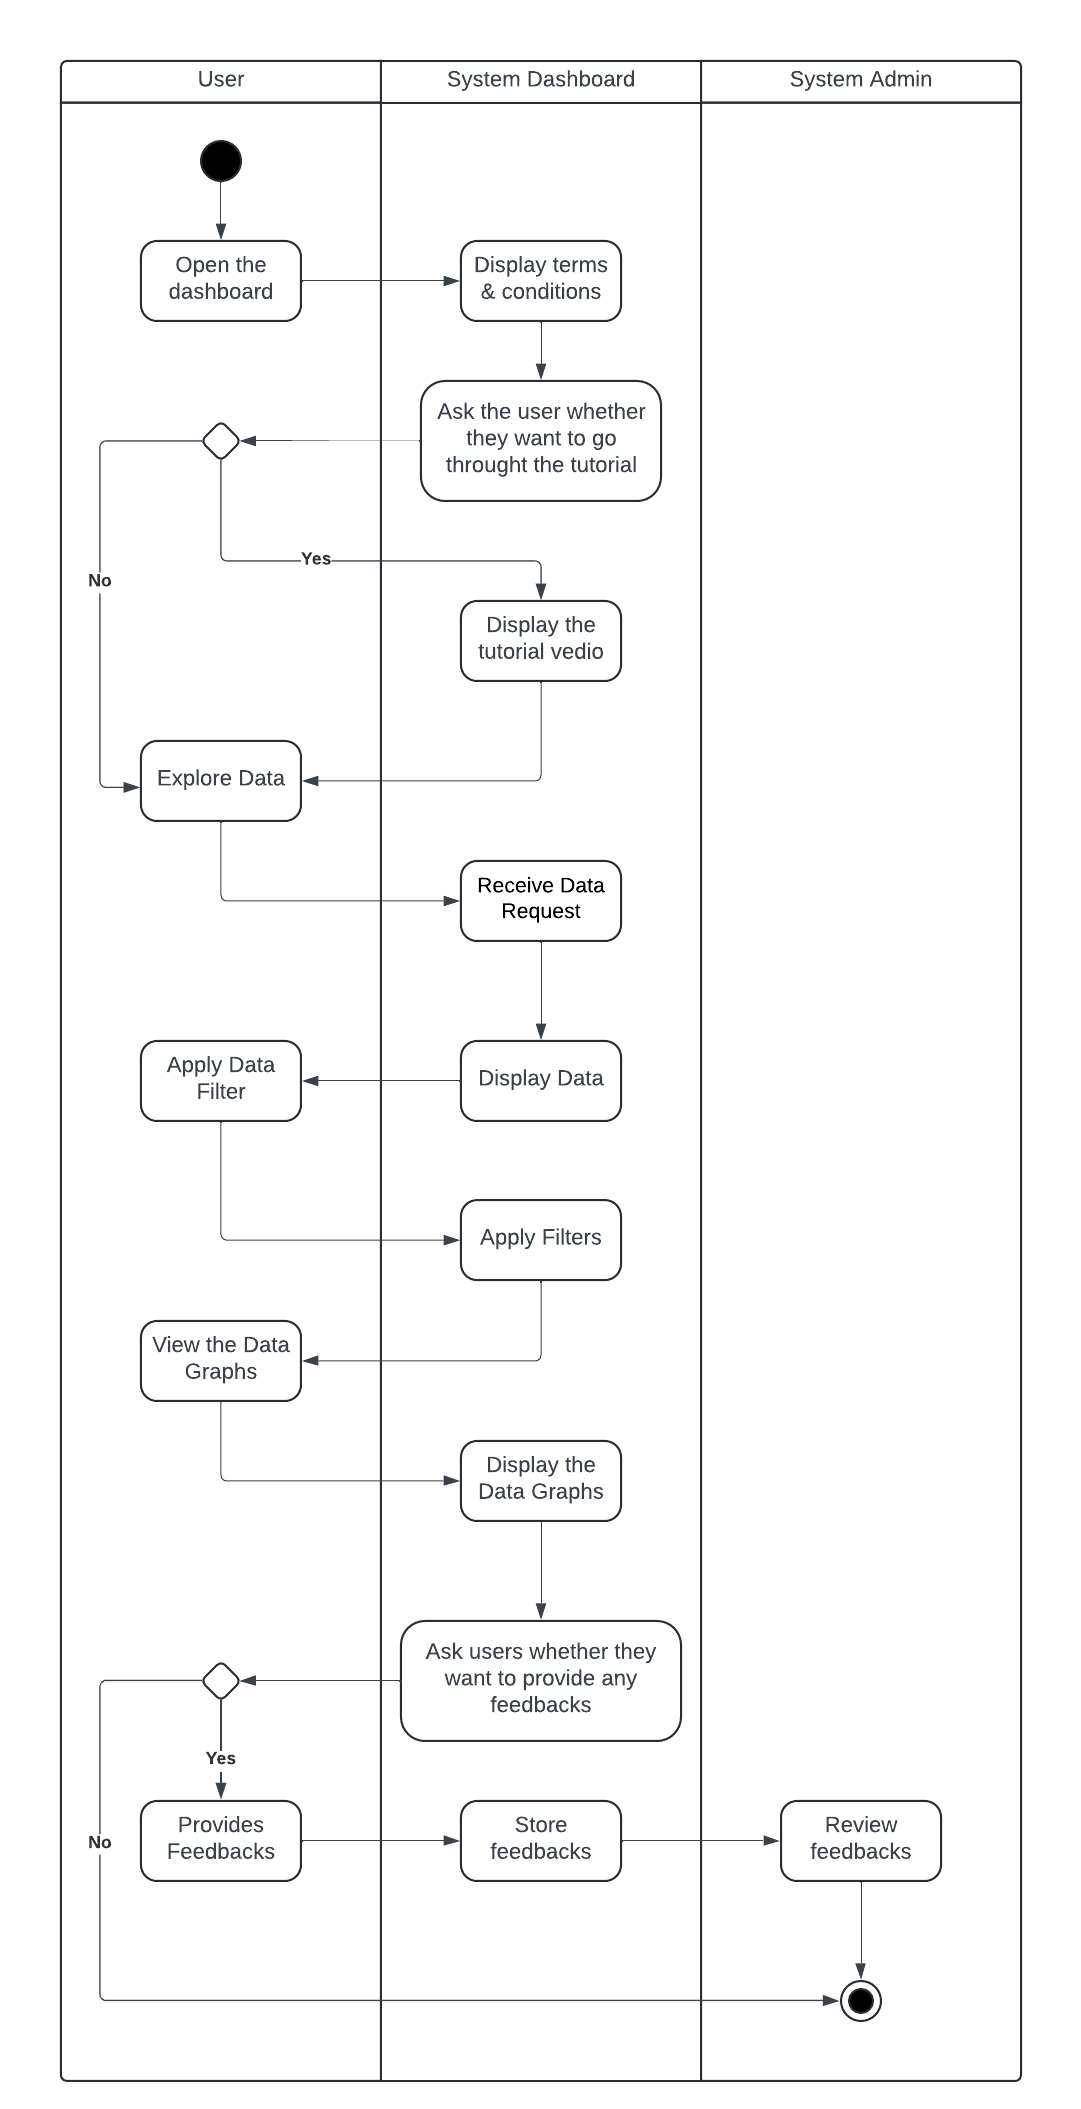 User
System Dashboard
System Admin
Open the
dashboard
Display terms
& conditions
Ask the user whether
they want to go
throught the tutorial
Yes
No
Display the
tutorial vedio
Explore Data
Receive Data
Request
Apply Data
Filter
Display Data
Apply Filters
View the Data
Graphs
Display the
Data Graphs
Ask users whether they
want to provide any
feedbacks
Yes
No
Provides
Feedbacks
Store
feedbacks
Review
feedbacks